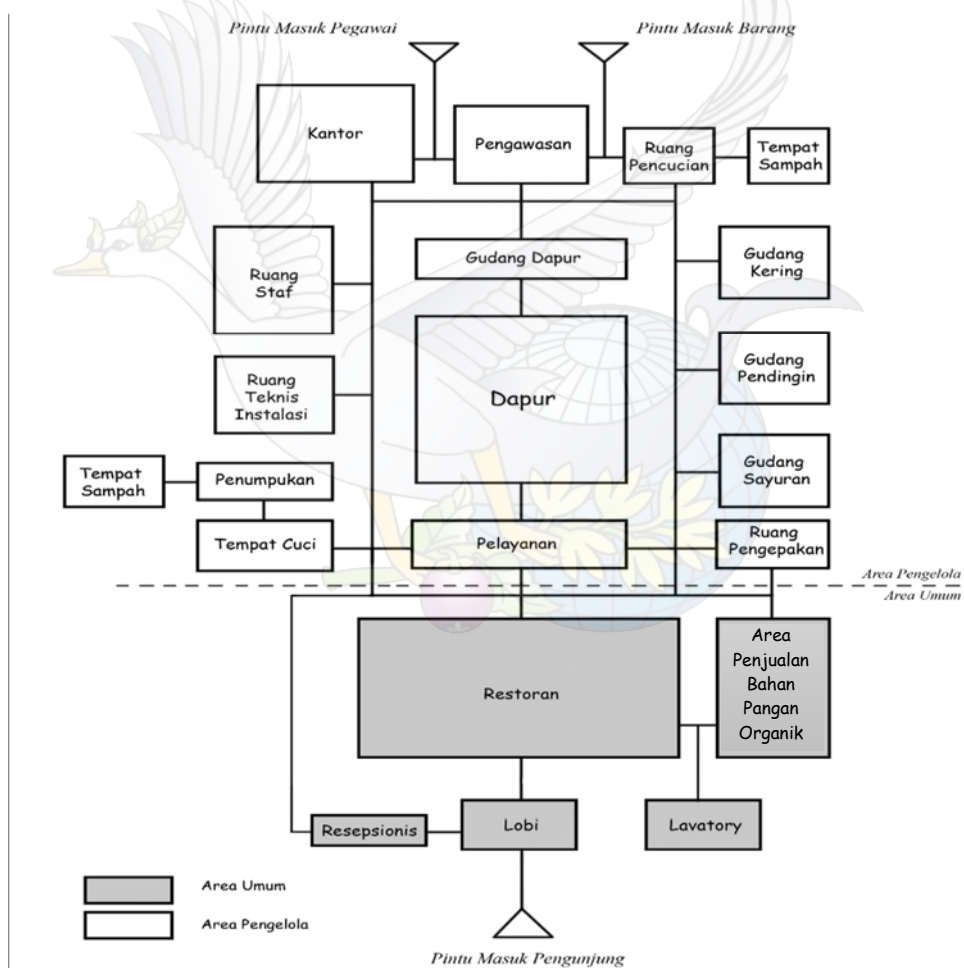 Pintu Masuk Pegawai
Pintu Masuk Barang
Kantor
Pengawasan
Ruang
Pencucian
Tempat
Sampah
Ruang
Staf
Gudang Dapur
Gudang
Kering
Ruang
Teknis
Instalasi
Dapur
Gudang
Pendingin
Tempat
Sampah
Penumpukan
Gudang
Sayuran
Tempat Cuci
Pelayanan
Ruang
Pengepakan
Area Pengelola
Area Umum
Restoran
Area
Penjualan
Bahan
Pangan
Organik
Resepsionis
Lobi
Lavatory
Area Umum
Area Pengelola
Pintu Masuk Pengunjung